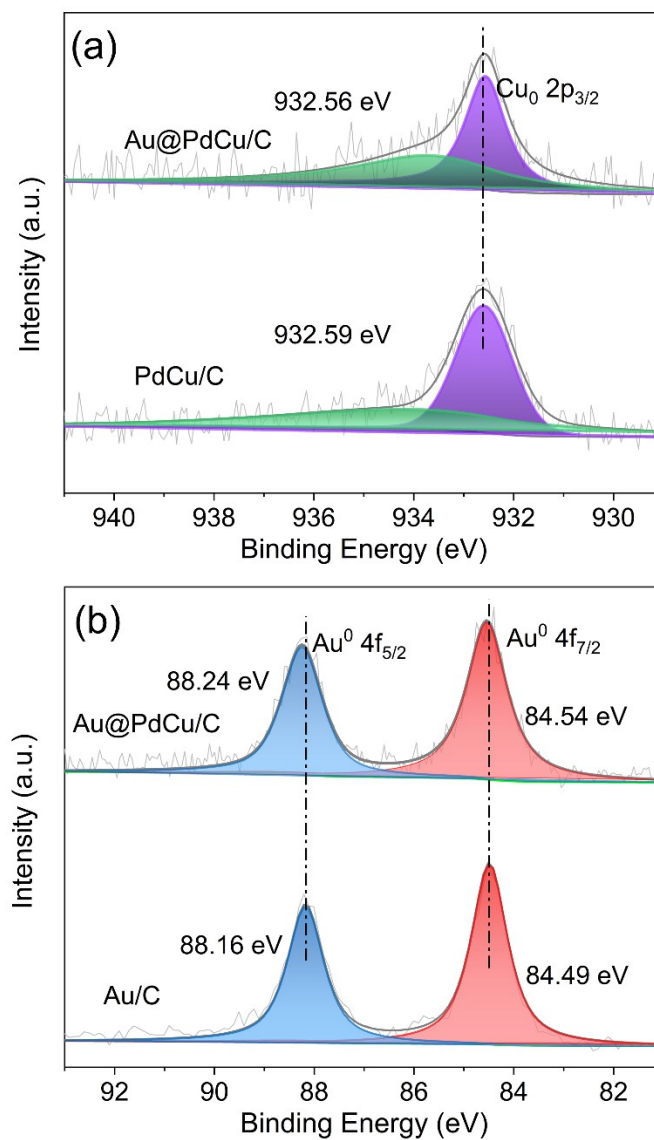 (a)
Cu₀ 2p₃/₂
932.56 eV
Au@PdCu/C
932.59 eV
PdCu/C
Intensity (a.u.)
940 938 936 934 932 930
Binding Energy (eV)
(b)
Au⁰ 4f₅/₂ Au⁰ 4f₇/₂
88.24 eV
84.54 eV
Au@PdCu/C
88.16 eV
84.49 eV
Au/C
Intensity (a.u.)
92 90 88 86 84 82
Binding Energy (eV)